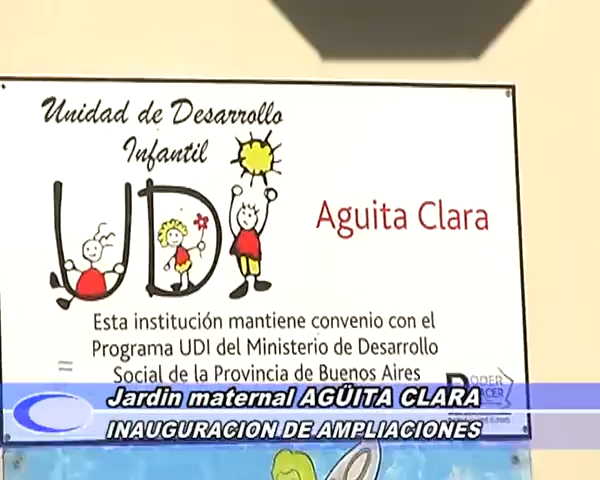 Unidad de Desarrollo
Infantil
UDI
Aguita Clara
Esta institución mantiene convenio con el
Programa UDI del Ministerio de Desarrollo
Social de la Provincia de Buenos Aires
Jardin maternal AGÜITA CLARA
INAUGURACION DE AMPLIACIONES